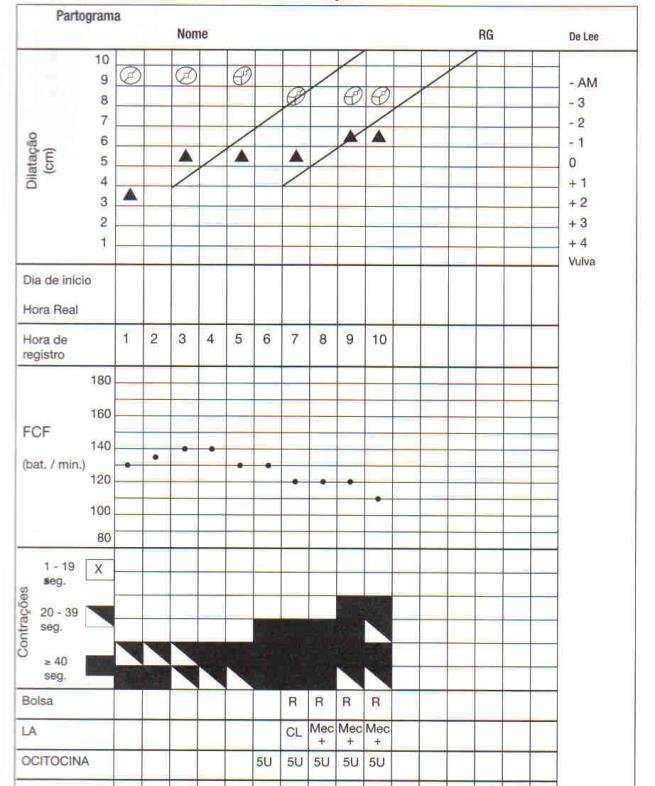 Partograma
Nome RG De Lee
Dilatação
(cm)
10
9
8
7
6
5
4
3
2
1
- AM
- 3
- 2
- 1
0
+ 1
+ 2
+ 3
+ 4
Vulva
Dia de início
Hora Real
Hora de
registro
1 2 3 4 5 6 7 8 9 10
FCF
(bat. / min.)
180
160
140
120
100
80
Contrações
1 - 19
seg.
X
20 - 39
seg.
≥ 40
seg.
Bolsa R R R R
LA CL Mec Mec Mec
+ + +
OCITOCINA 5U 5U 5U 5U 5U